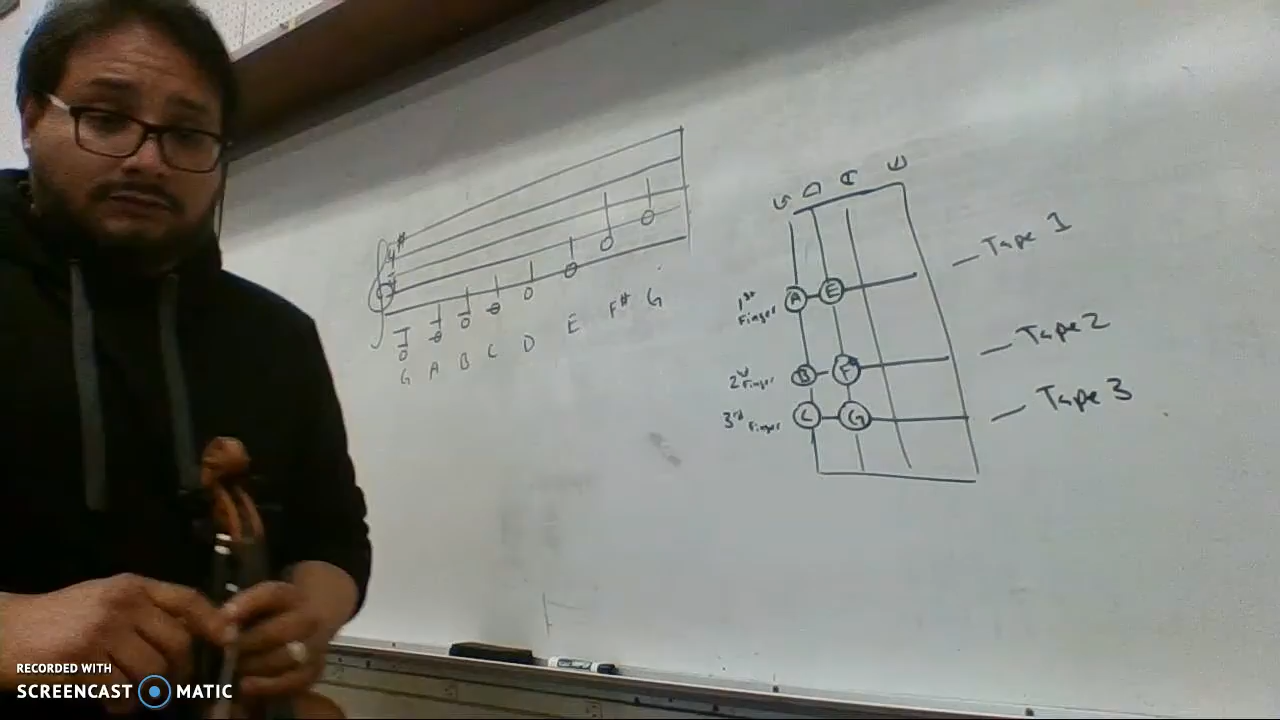 G A B C D E F# G
G D A E
A E
B F#
C G
1st Finger
2nd Finger
3rd Finger
Tape 1
Tape 2
Tape 3
RECORDED WITH
SCREENCAST MATIC